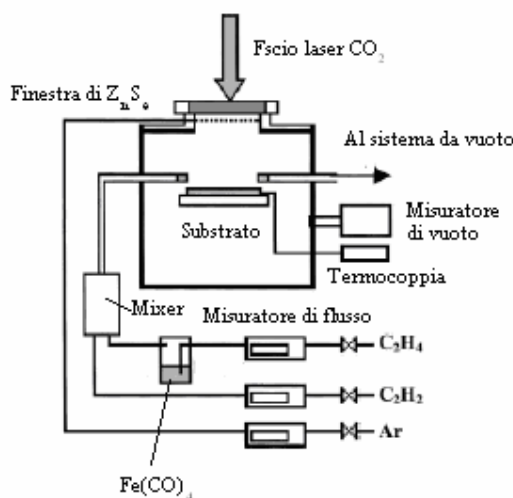 Fscio laser CO2
Finestra di ZnSe
Al sistema da vuoto
Substrato
Misuratore
di vuoto
Termocoppia
Mixer
Misuratore di flusso
C2H4
C2H2
Ar
Fe(CO)4